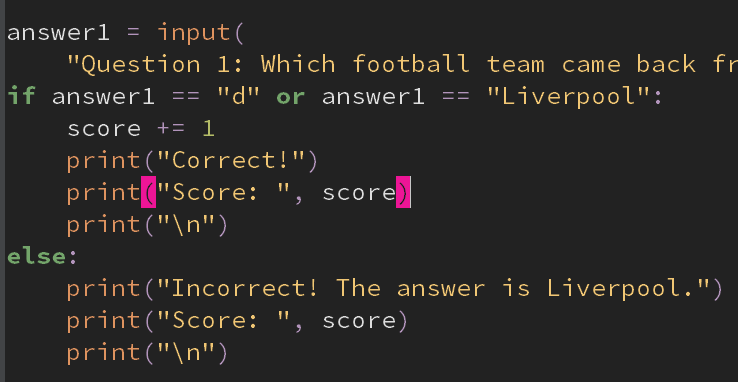 answer1 = input(
    "Question 1: Which football team came back fr
if answer1 == "d" or answer1 == "Liverpool":
    score += 1
    print("Correct!")
    print("Score: ", score)
    print("\n")
else:
    print("Incorrect! The answer is Liverpool.")
    print("Score: ", score)
    print("\n")